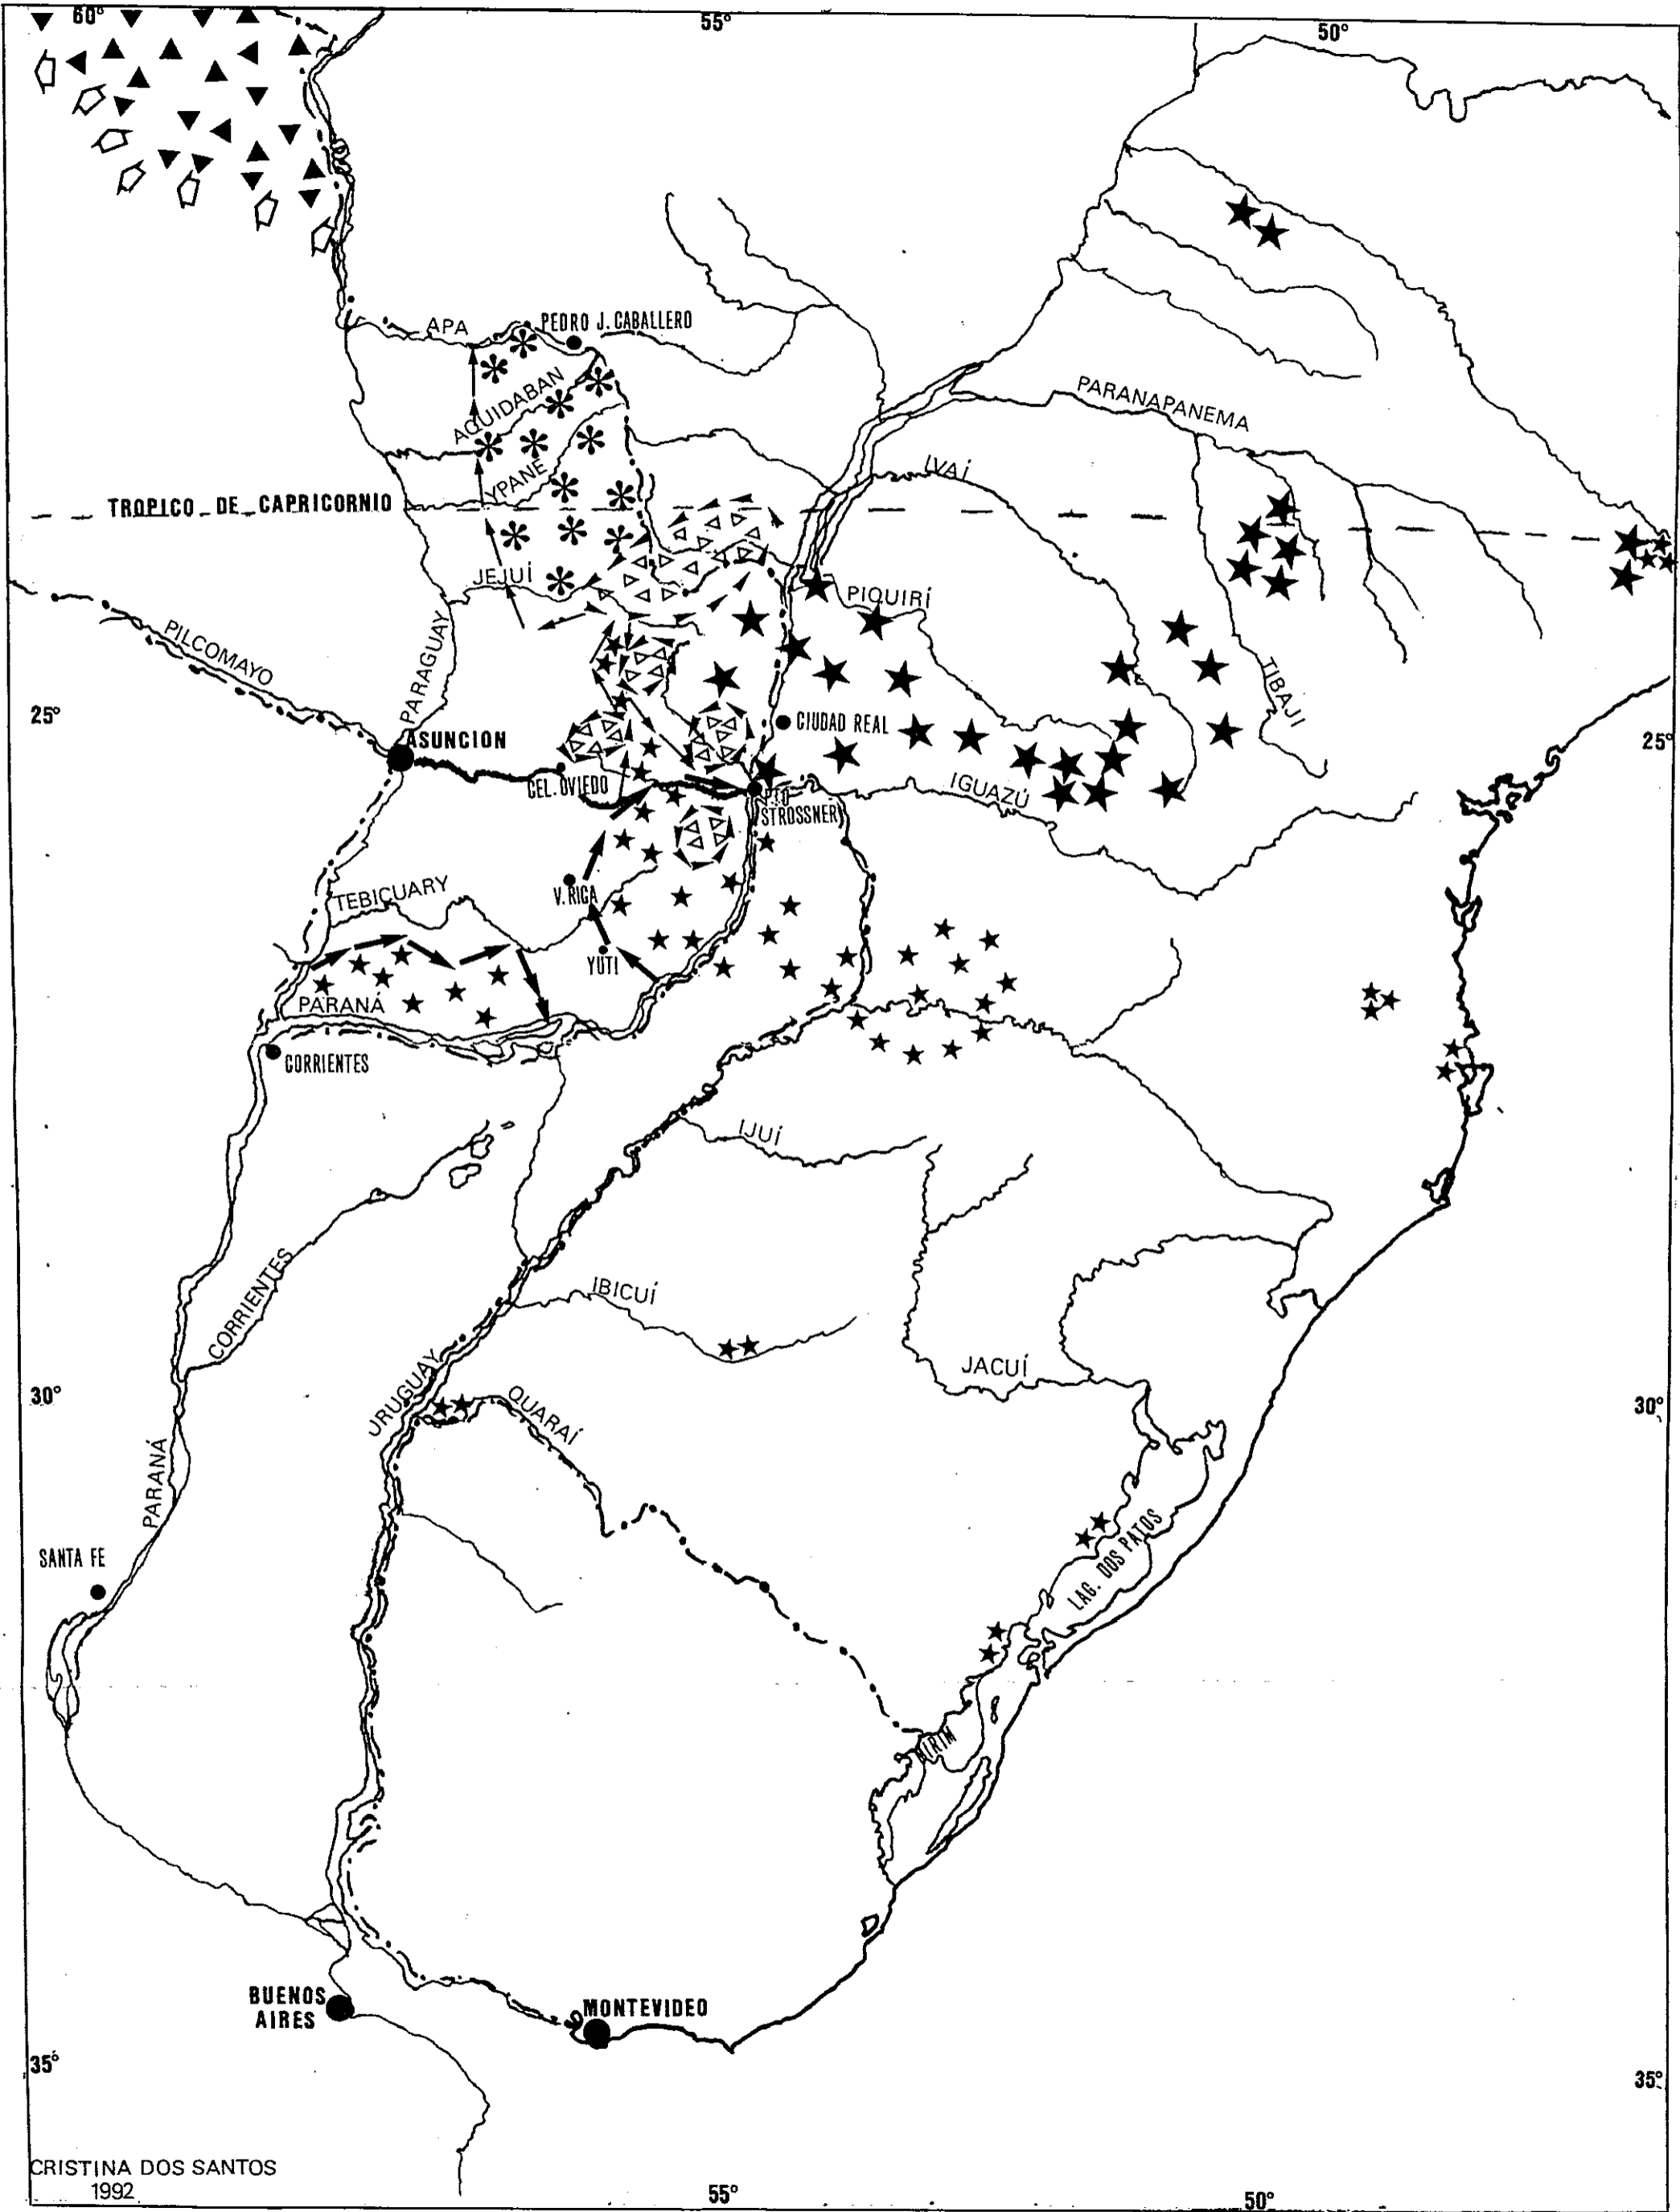 60°
55°
50°
APA
PEDRO J. CABALLERO
AQUIDABAN
PARANAPANEMA
IVAÍ
YPANE
TROPICO DE CAPRICORNIO
JEJUÍ
PIQUIRÍ
PILCOMAYO
PARAGUAY
TIBAJI
25°
CIUDAD REAL
25°
ASUNCION
CEL. OVIEDO
IGUAZÚ
PTO
STROSSNER
TEBICUARY
V. RICA
YUTI
PARANÁ
CORRIENTES
IJUÍ
CORRIENTES
IBICUÍ
JACUÍ
URUGUAY
QUARAÍ
30°
30°
PARANÁ
SANTA FE
LAG. DOS PATOS
MIRIM
BUENOS
AIRES
MONTEVIDEO
35°
35°
CRISTINA DOS SANTOS
1992
55°
50°